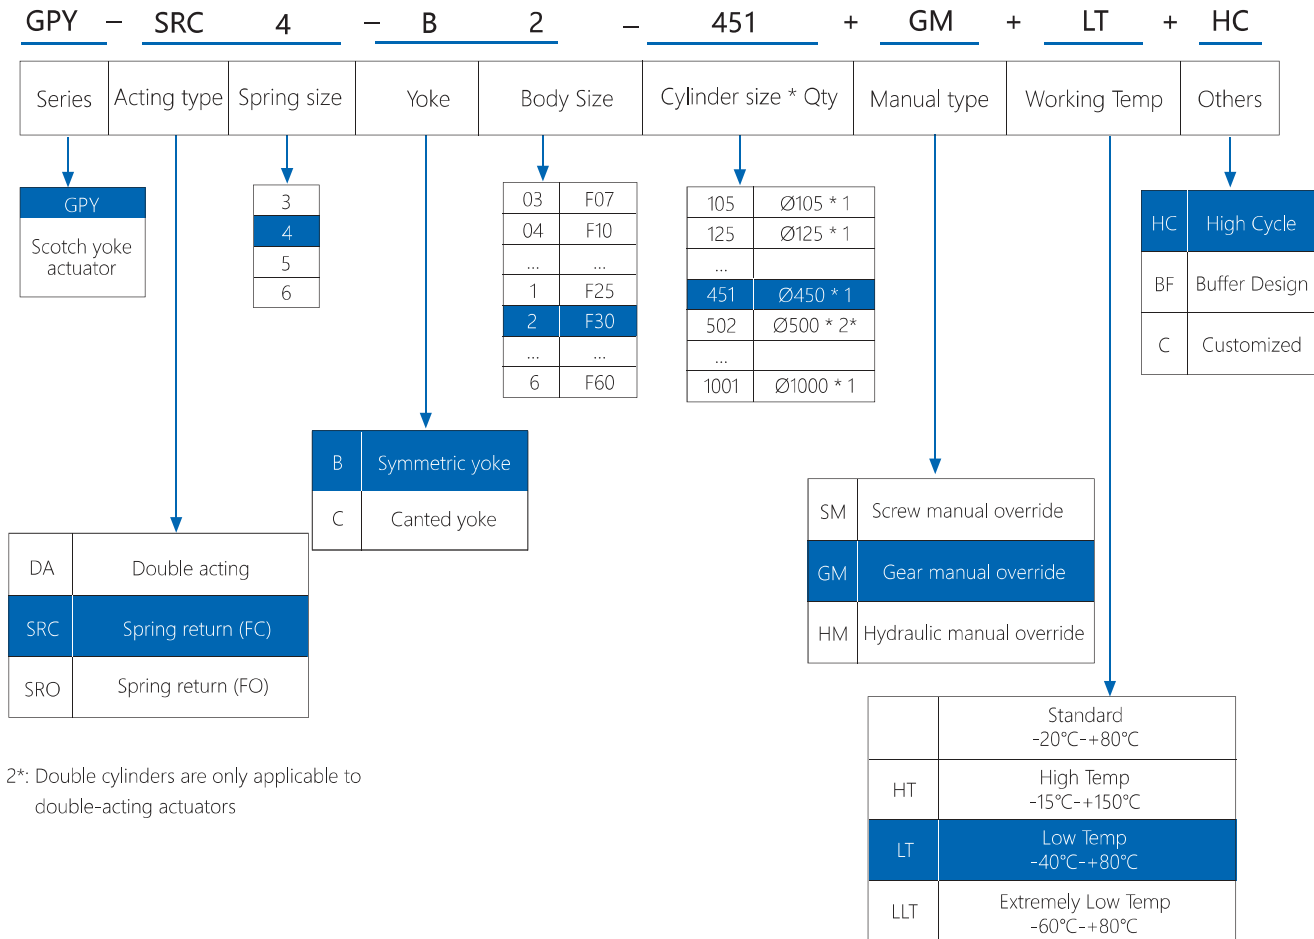 GPY – SRC 4 – B 2 – 451 + GM + LT + HC
Series Acting type Spring size Yoke Body Size Cylinder size * Qty Manual type Working Temp Others
GPY
Scotch yoke
actuator
3
4
5
6
03 F07
04 F10
... ...
1 F25
2 F30
... ...
6 F60
105 Ø105 * 1
125 Ø125 * 1
...
451 Ø450 * 1
502 Ø500 * 2*
...
1001 Ø1000 * 1
HC High Cycle
BF Buffer Design
C Customized
B Symmetric yoke
C Canted yoke
SM Screw manual override
GM Gear manual override
HM Hydraulic manual override
DA Double acting
SRC Spring return (FC)
SRO Spring return (FO)
Standard
-20°C-+80°C
HT High Temp
-15°C-+150°C
LT Low Temp
-40°C-+80°C
LLT Extremely Low Temp
-60°C-+80°C
2*: Double cylinders are only applicable to
double-acting actuators